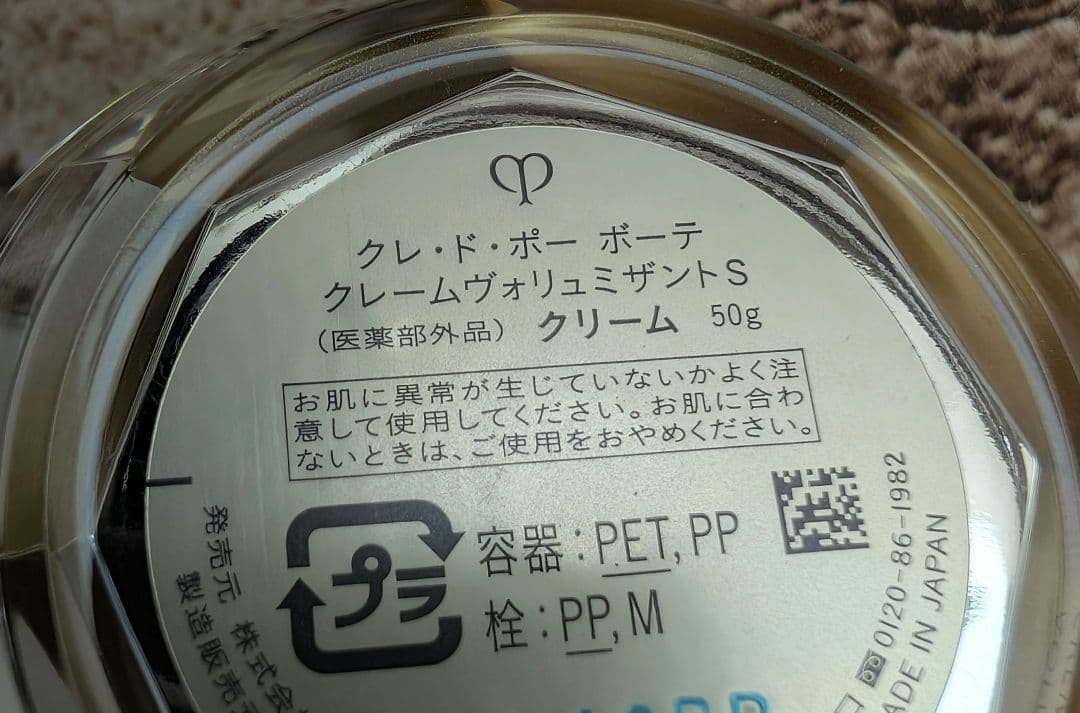 クレ・ド・ポー ボーテ
クレームヴォリュミザントS
（医薬部外品） クリーム 50g
お肌に異常が生じていないかよく注
意して使用してください。お肌に合わ
ないときは、ご使用をおやめください。
プラ
容器：PET, PP
栓：PP, M
発売元 株式会
製造販売元
0120-86-1982
ADE IN JAPAN